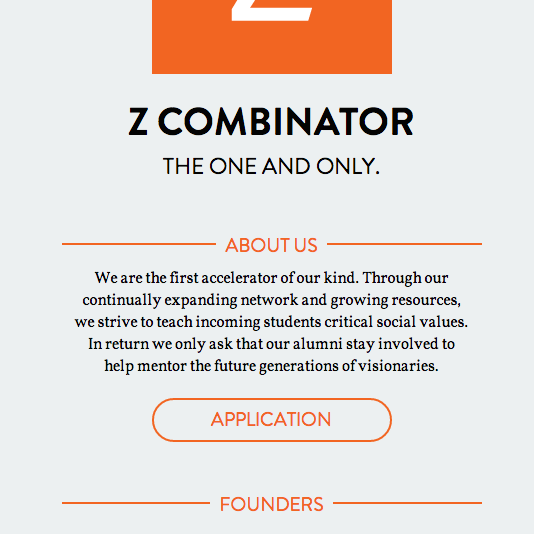 Z
Z COMBINATOR
THE ONE AND ONLY.
ABOUT US
We are the first accelerator of our kind. Through our
continually expanding network and growing resources,
we strive to teach incoming students critical social values.
In return we only ask that our alumni stay involved to
help mentor the future generations of visionaries.
APPLICATION
FOUNDERS